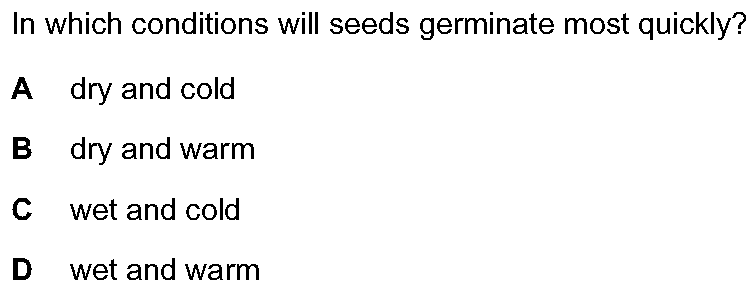 In which conditions will seeds germinate most quickly?
A dry and cold
B dry and warm
C wet and cold
D wet and warm